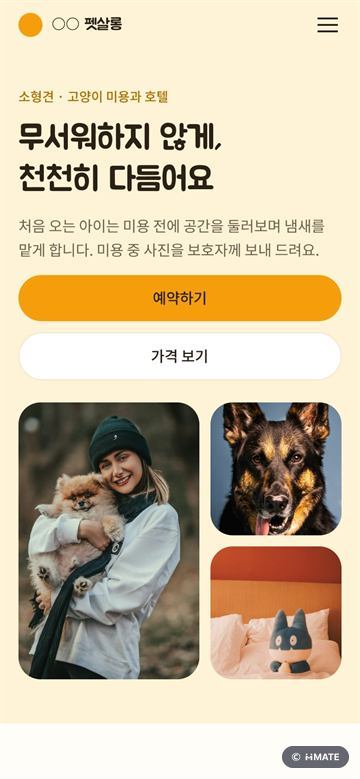 ○○ 펫살롱
소형견 · 고양이 미용과 호텔
무서워하지 않게,
천천히 다듬어요
처음 오는 아이는 미용 전에 공간을 둘러보며 냄새를
맡게 합니다. 미용 중 사진을 보호자께 보내 드려요.
예약하기
가격 보기
© HMATE